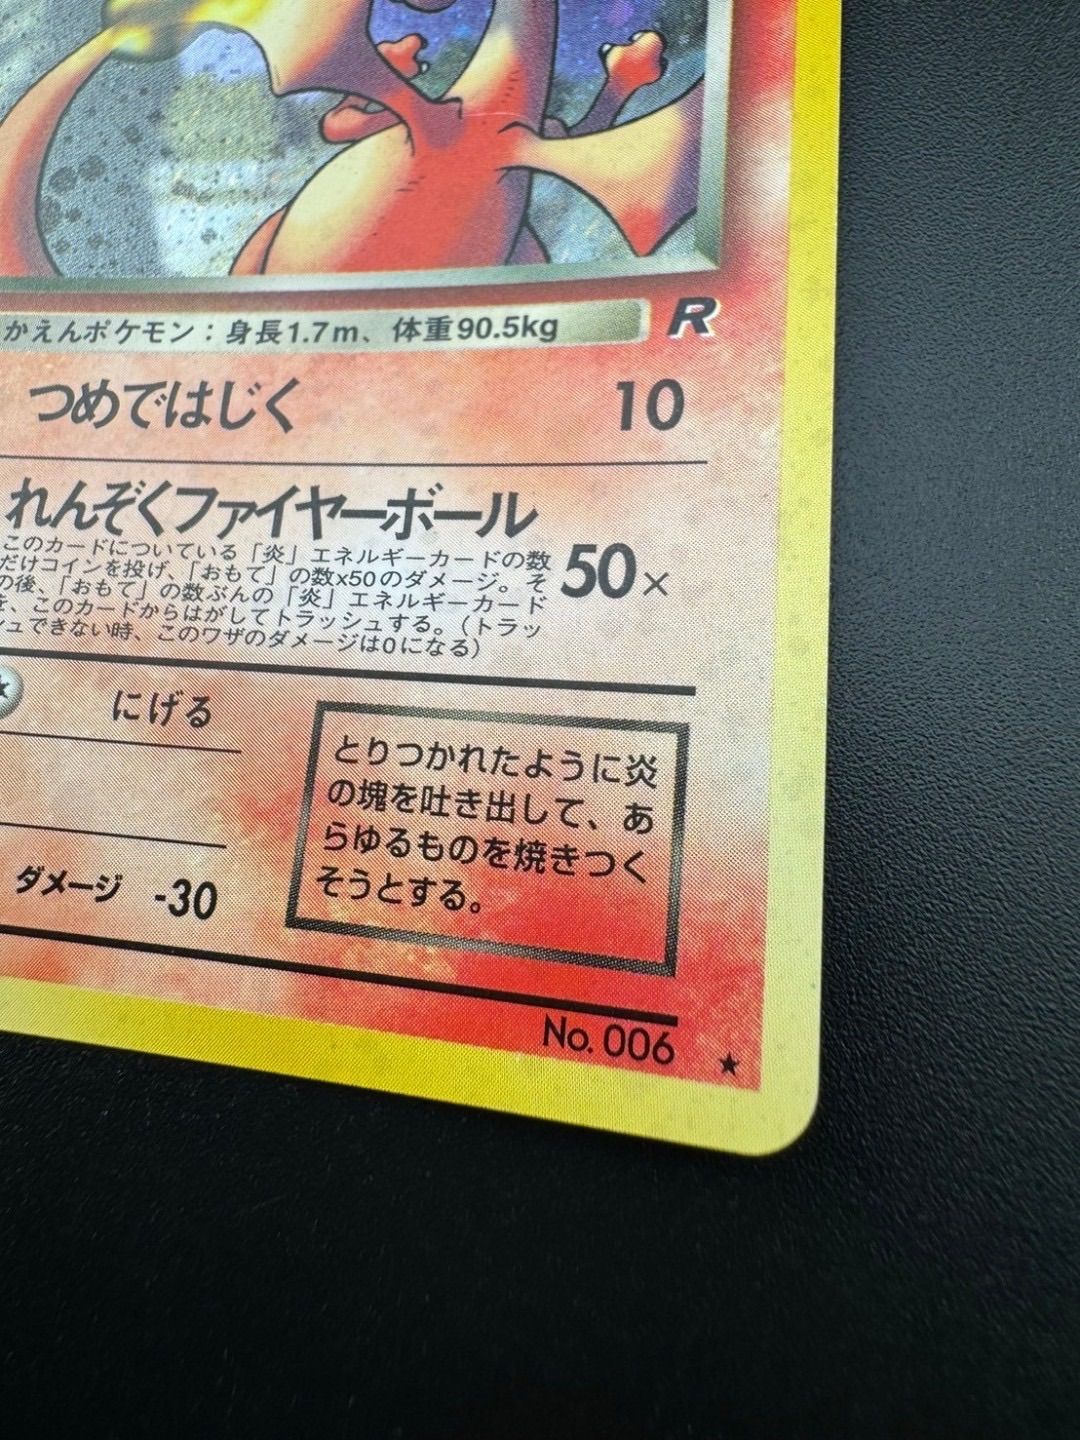 かえんポケモン：身長1.7m、体重90.5kg
R
つめではじく 10
れんぞくファイヤーボール
このカードについている「炎」エネルギーカードの数
だけコインを投げ、「おもて」の数x50のダメージ。そ
の後、「おもて」の数ぶんの「炎」エネルギーカード
を、このカードからはがしてトラッシュする。（トラッ
シュできない時、このワザのダメージは0になる）
50×
にげる
ダメージ -30
とりつかれたように炎
の塊を吐き出して、あ
らゆるものを焼きつく
そうとする。
No. 006 ★